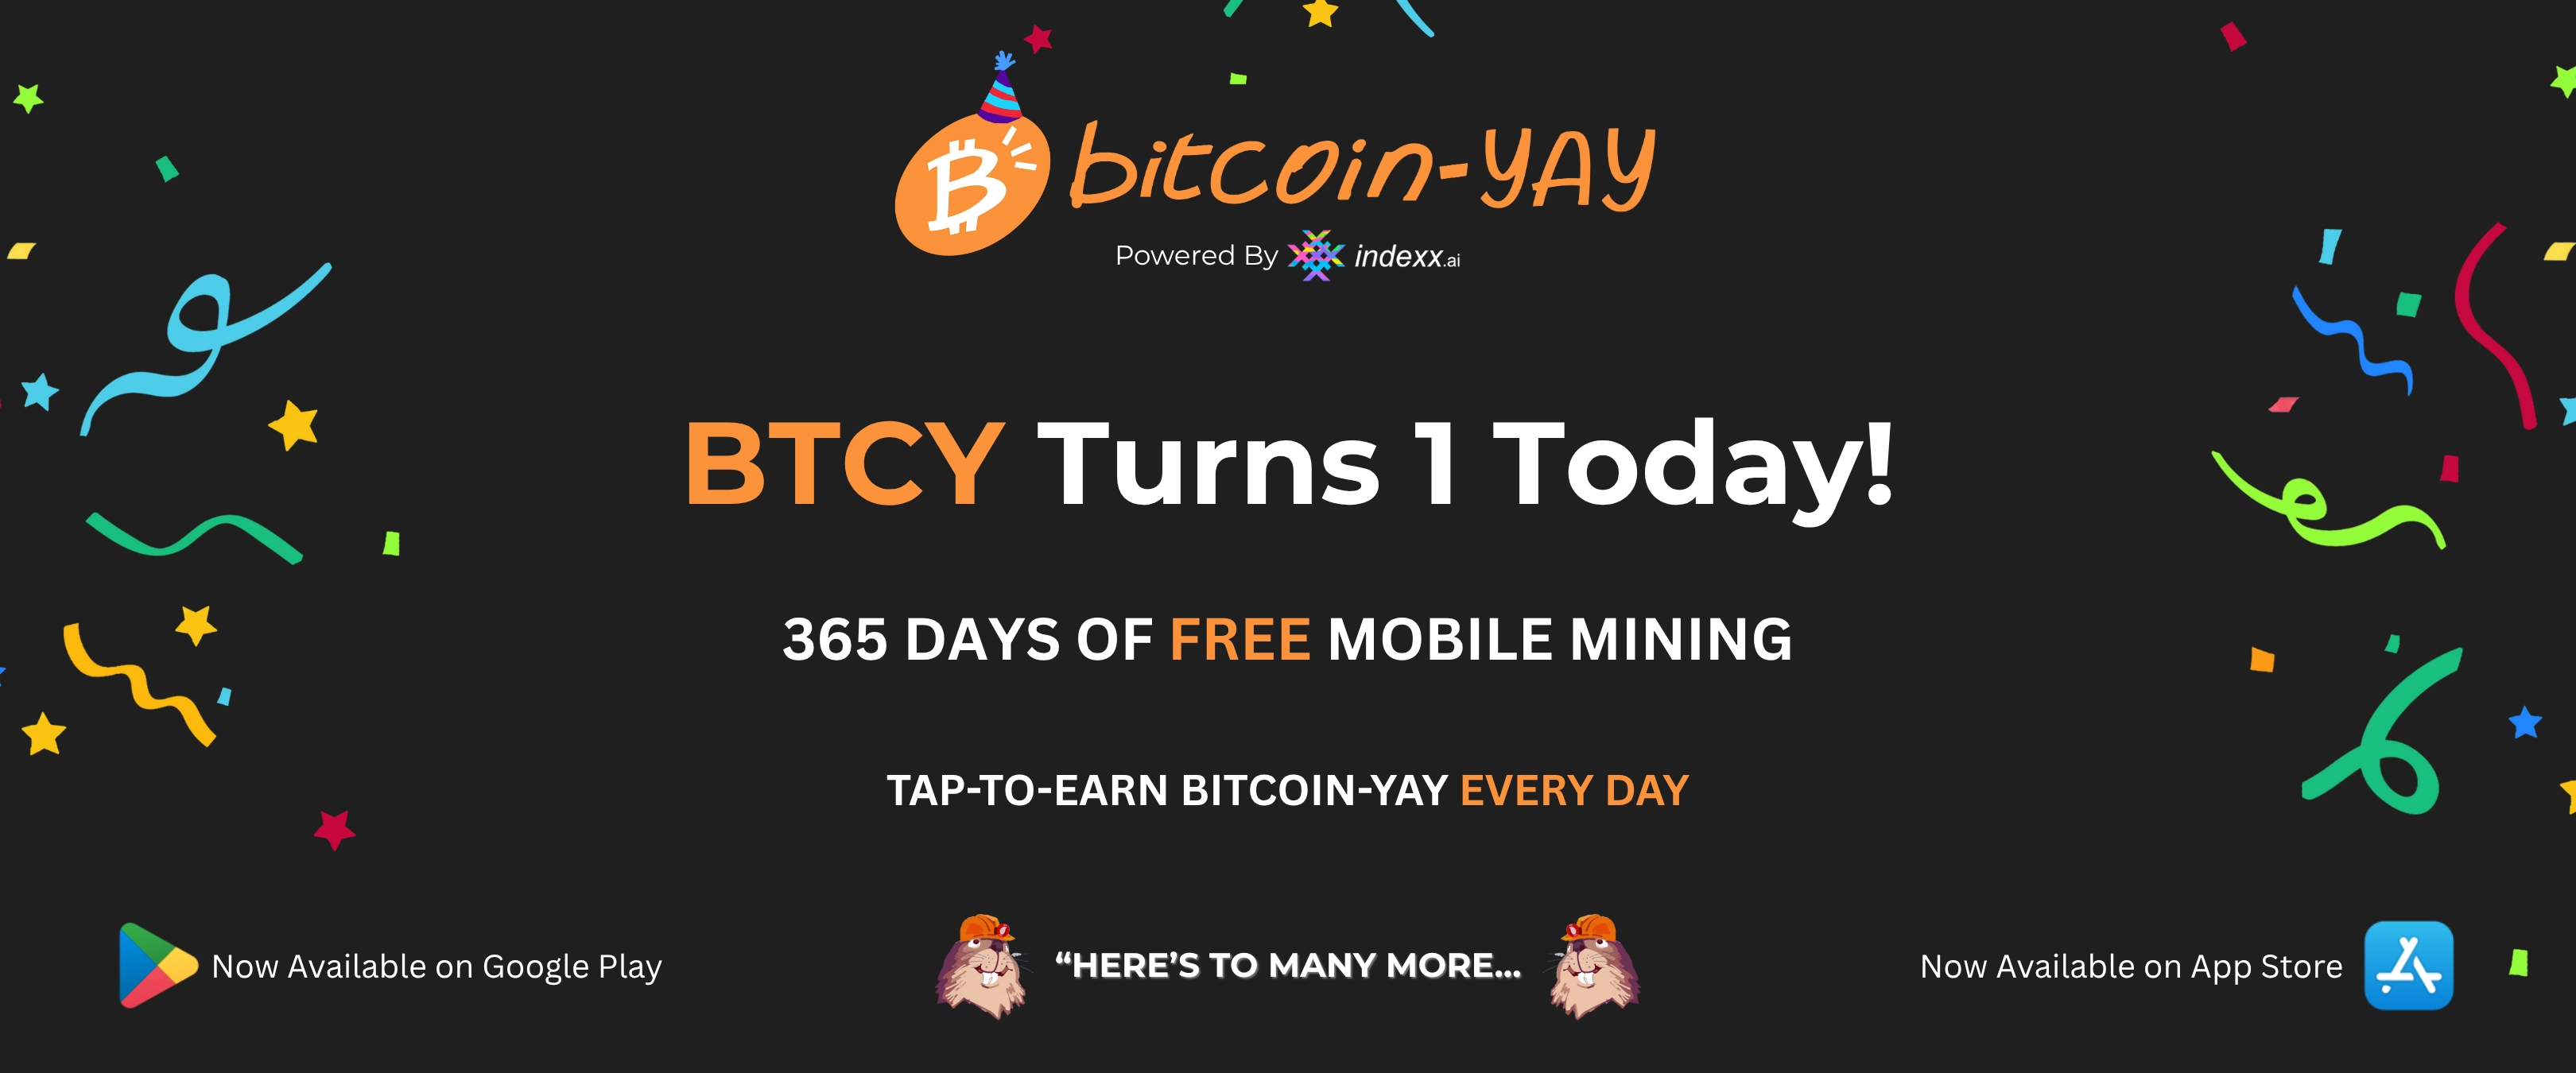 bitcoin-YAY
Powered By indexx.ai
BTCY Turns 1 Today!
365 DAYS OF FREE MOBILE MINING
TAP-TO-EARN BITCOIN-YAY EVERY DAY
Now Available on Google Play
“HERE’S TO MANY MORE...
Now Available on App Store